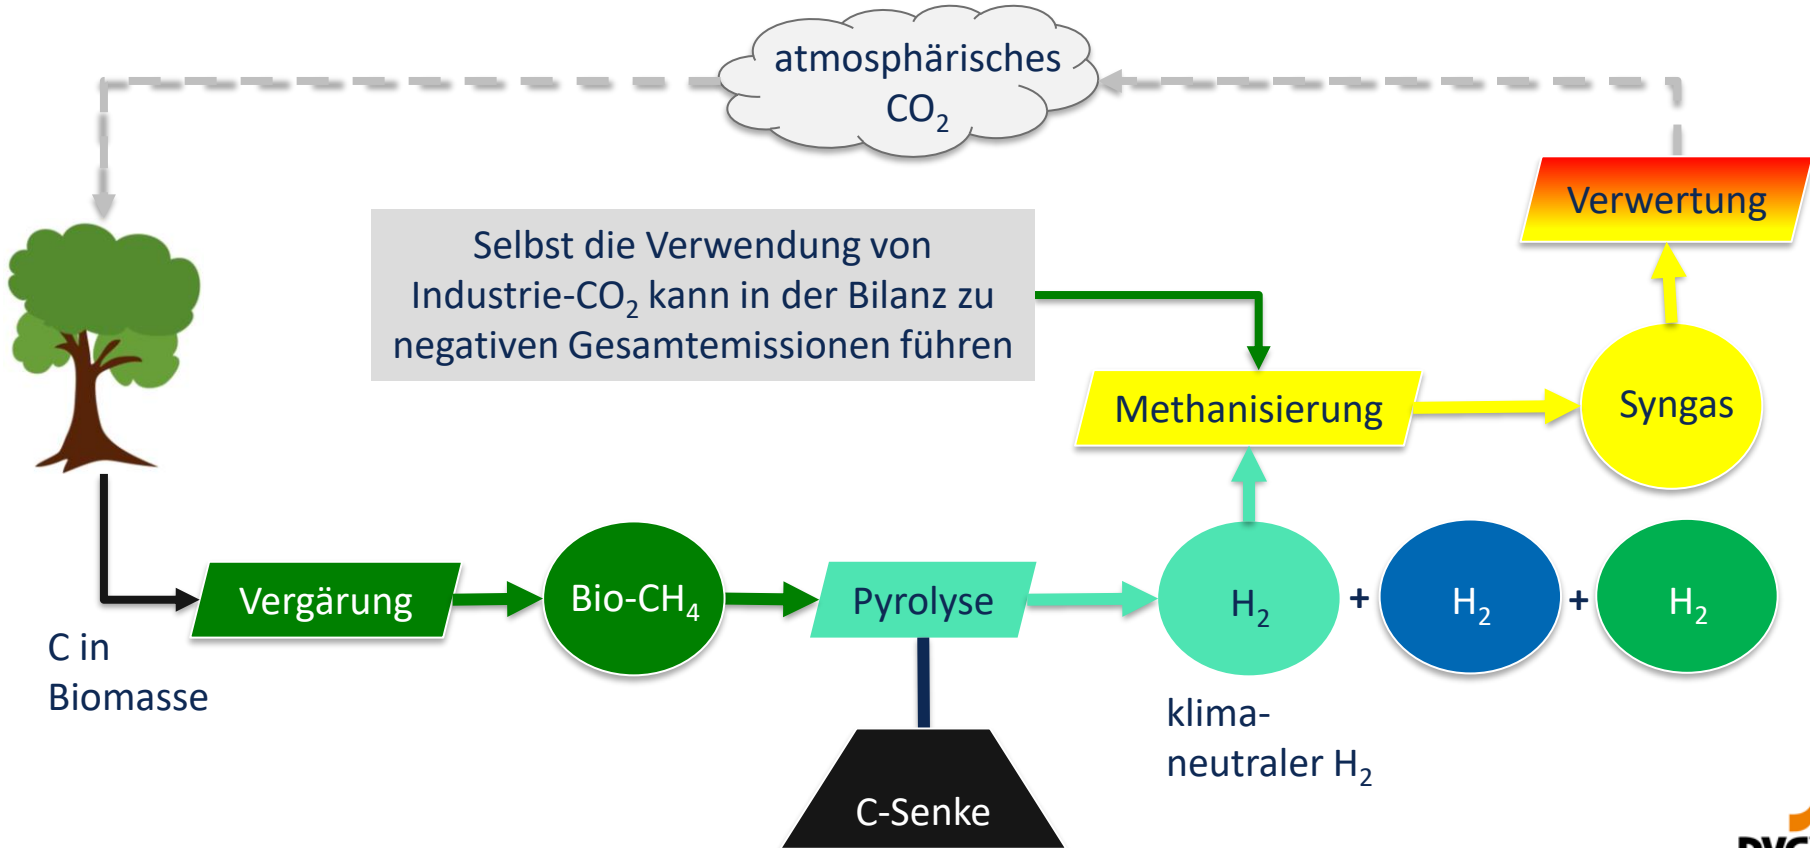 atmosphärisches
CO₂
Verwertung
Selbst die Verwendung von
Industrie-CO₂ kann in der Bilanz zu
negativen Gesamtemissionen führen
Methanisierung
Syngas
Vergärung
Bio-CH₄
Pyrolyse
H₂
+
H₂
+
H₂
C in
Biomasse
klima-
neutraler H₂
C-Senke